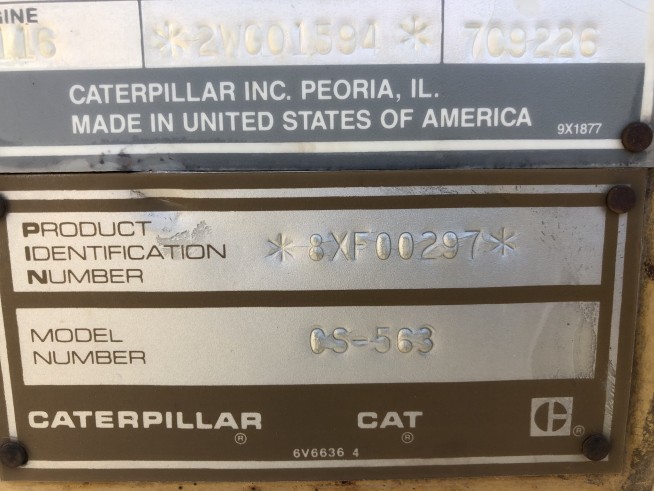 GINE
116 *2WG01594* 7C9226
CATERPILLAR INC. PEORIA, IL.
MADE IN UNITED STATES OF AMERICA 9X1877
PRODUCT
IDENTIFICATION *8XF00297*
NUMBER
MODEL CS-563
NUMBER
CATERPILLAR ® CAT ® C ®
6V6636 4